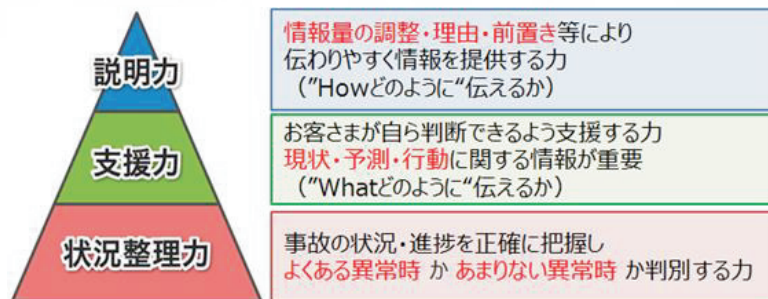 説明力
情報量の調整・理由・前置き等により
伝わりやすく情報を提供する力
（”Howどのように“伝えるか）
支援力
お客さまが自ら判断できるよう支援する力
現状・予測・行動に関する情報が重要
（”Whatどのように“伝えるか）
状況整理力
事故の状況・進捗を正確に把握し
よくある異常時 か あまりない異常時 か判別する力